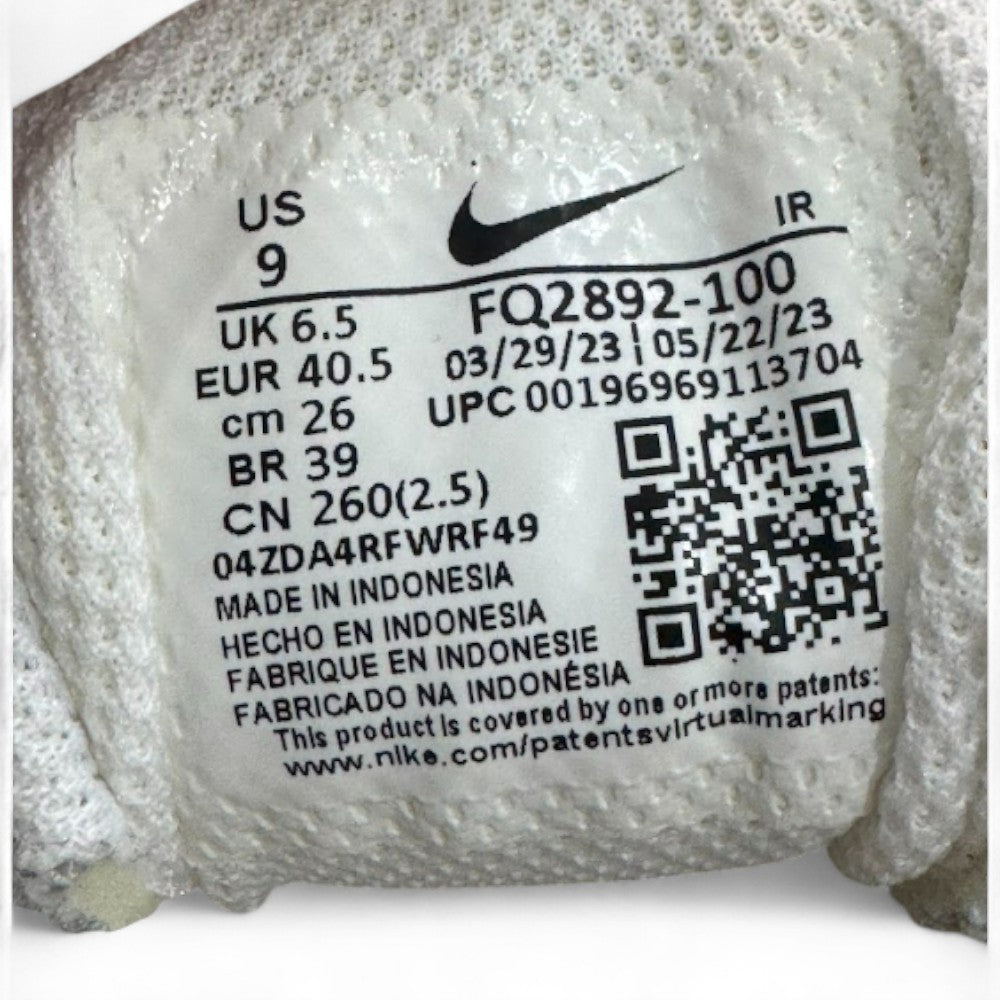 US
9
IR
UK 6.5
EUR 40.5
cm 26
BR 39
CN 260(2.5)
FQ2892-100
03/29/23 | 05/22/23
UPC 00196969113704
04ZDA4RFWRF49
MADE IN INDONESIA
HECHO EN INDONESIA
FABRIQUE EN INDONESIE
FABRICADO NA INDONÉSIA
This product is covered by one or more patents:
www.nike.com/patentsvirtualmarking